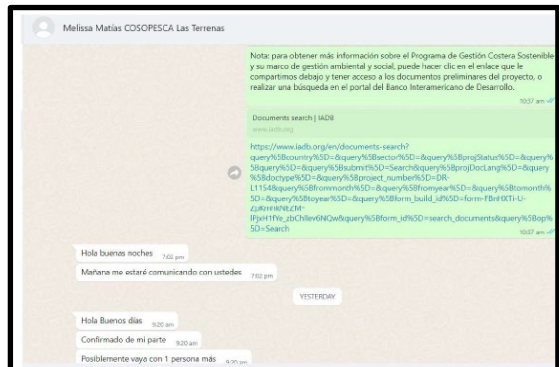 Melissa Matías COSOPESCA Las Terrenas
Nota: para obtener más información sobre el Programa de Gestión Costera Sostenible
y su marco de gestión ambiental y social, puede hacer clic en el enlace que le
compartimos debajo y tener acceso a los documentos preliminares del proyecto, o
realizar una búsqueda en el portal del Banco Interamericano de Desarrollo.
10:37 am
Documents search | IADB
www.iadb.org
https://www.iadb.org/en/documents-search?
query%5Bcountry%5D=&query%5Bsector%5D=&query%5BprojStatus%5D=&query%
5Bquery%5D=&query%5Bsubmit%5D=Search&query%5BprojDocLang%5D=&query
%5Bdoctype%5D=&query%5Bproject_number%5D=DR-
L1154&query%5Bfrommonth%5D=&query%5Bfromyear%5D=&query%5Btomonth%
5D=&query%5Btoyear%5D=&query%5Bform_build_id%5D=
5D=Search
10:37 am
Hola buenas noches 7:02 pm
Mañana me estaré comunicando con ustedes 7:02 pm
YESTERDAY
Hola Buenos días 9:20 am
Confirmado de mi parte 9:20 am
Posiblemente vaya con 1 persona más 9:20 am